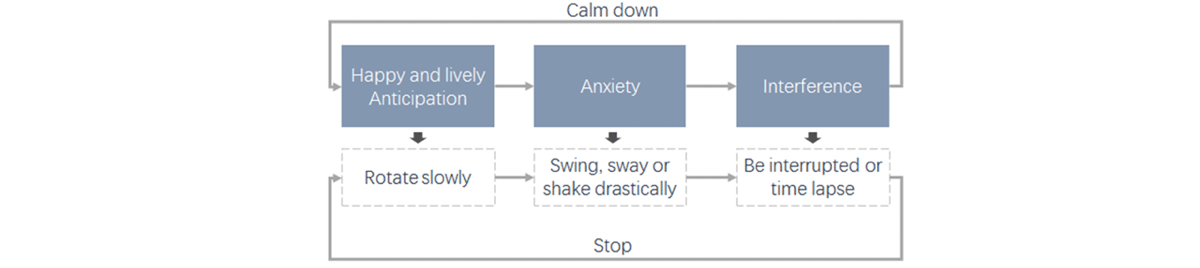 Calm down
Happy and lively
Anticipation
Anxiety
Interference
Rotate slowly
Swing, sway or
shake drastically
Be interrupted or
time lapse
Stop